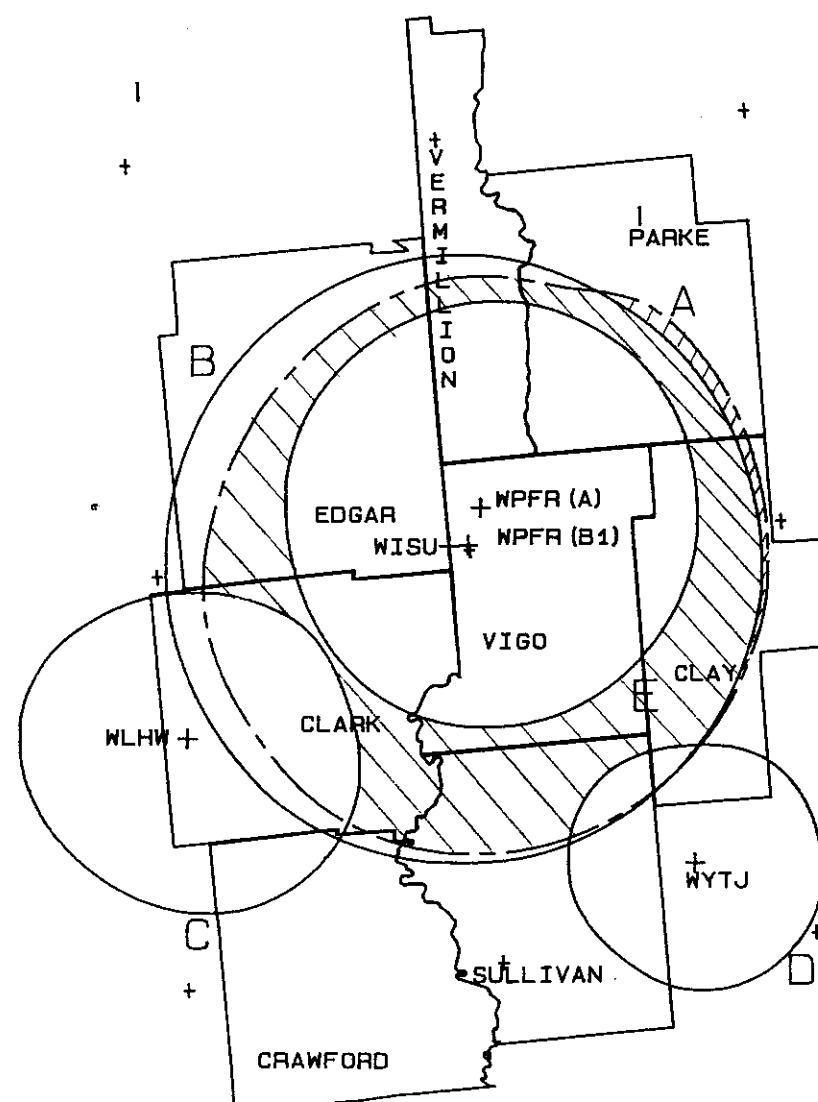 VERMILLION
PARKE
A
B
EDGAR
WPFR (A)
WISU
WPFR (B1)
VIGO
CLAY
E
CLARK
WLHW
WYTJ
C
D
SULLIVAN
CRAWFORD